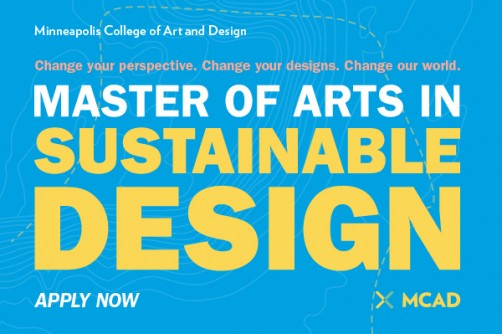 Minneapolis College of Art and Design
Change your perspective. Change your designs. Change our world.
MASTER OF ARTS IN
SUSTAINABLE
DESIGN
APPLY NOW
MCAD